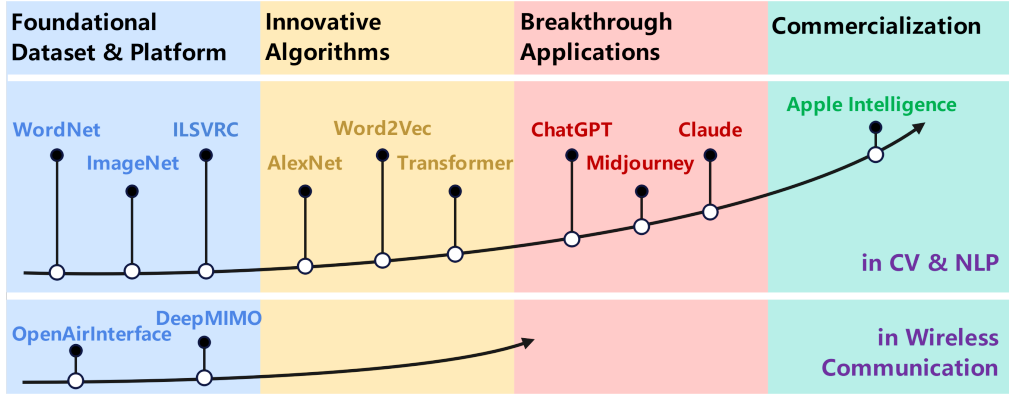 Foundational
Dataset & Platform
Innovative
Algorithms
Breakthrough
Applications
Commercialization
WordNet
ImageNet
ILSVRC
AlexNet
Word2Vec
Transformer
ChatGPT
Midjourney
Claude
Apple Intelligence
in CV & NLP
OpenAirInterface
DeepMIMO
in Wireless
Communication